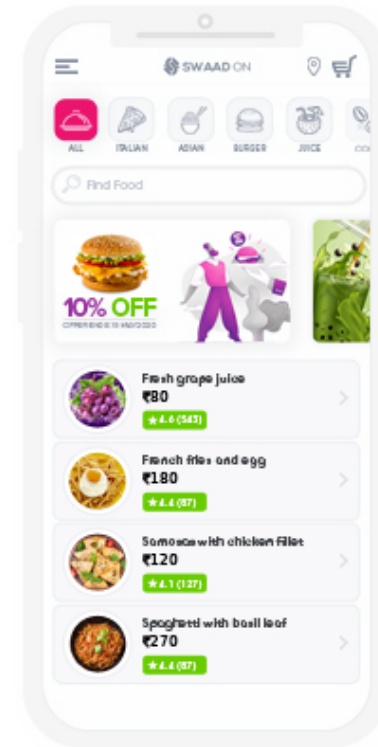 SWAAD ON
ALL ITALIAN ASIAN BURGER JUICE
Find Food
10% OFF
Fresh grape juice
₹80
★4.6 (543)
French fries and egg
₹180
★4.4 (87)
Samosas with chicken fillet
₹120
★4.1 (127)
Spaghetti with basil leaf
₹270
★4.4 (87)